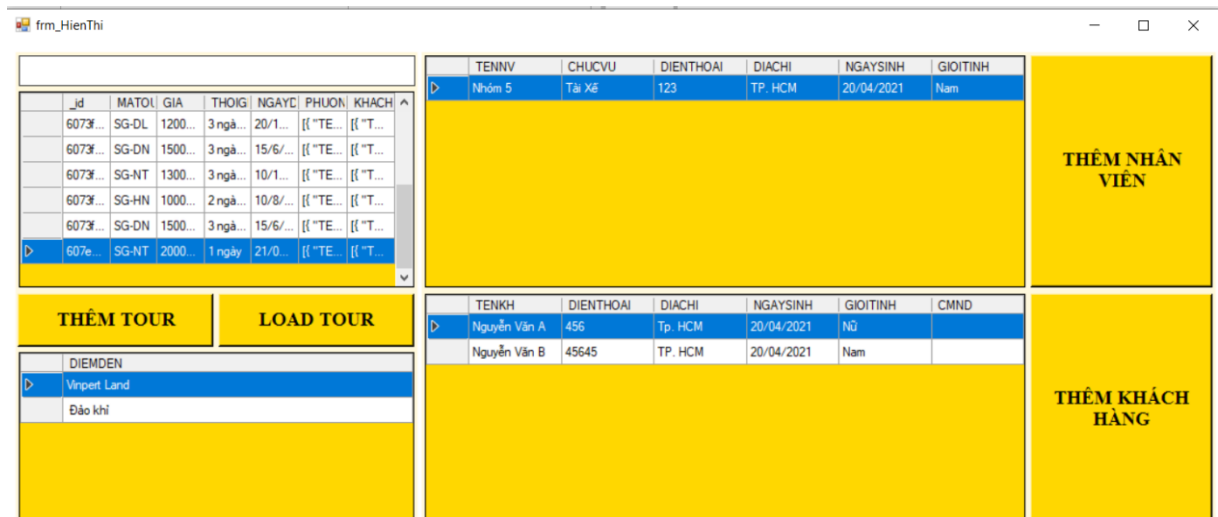 frm_HienThi
_id MATOU GIA THOIG NGAYD PHUON KHACH
6073f... SG-DL 1200... 3 ngà... 20/1... [{ "TE... [{ "T...
6073f... SG-DN 1500... 3 ngà... 15/6/... [{ "TE... [{ "T...
6073f... SG-NT 1300... 3 ngà... 10/1... [{ "TE... [{ "T...
6073f... SG-HN 1000... 2 ngà... 10/8/... [{ "TE... [{ "T...
6073f... SG-DN 1500... 3 ngà... 15/6/... [{ "TE... [{ "T...
607e... SG-NT 2000... 1 ngày 21/0... [{ "TE... [{ "T...
THÊM TOUR
LOAD TOUR
DIEMDEN
Vinpert Land
Đảo khỉ
TENNV CHUCVU DIENTHOAI DIACHI NGAYSINH GIOITINH
Nhóm 5 Tài Xế 123 TP. HCM 20/04/2021 Nam
THÊM NHÂN
VIÊN
TENKH DIENTHOAI DIACHI NGAYSINH GIOITINH CMND
Nguyễn Văn A 456 Tp. HCM 20/04/2021 Nữ
Nguyễn Văn B 45645 TP. HCM 20/04/2021 Nam
THÊM KHÁCH
HÀNG